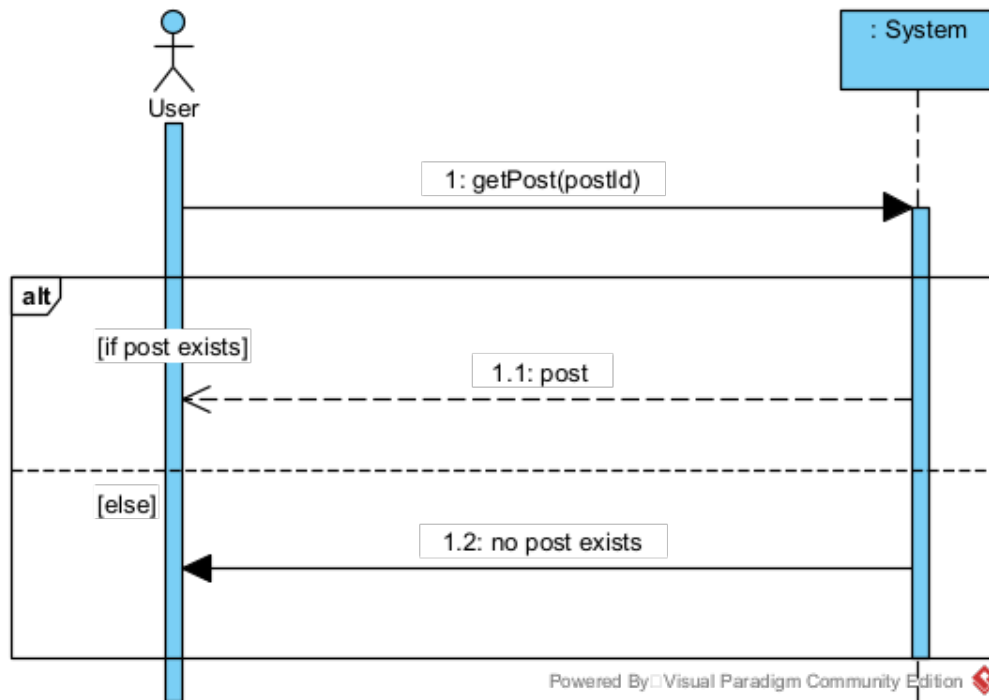 : System
User
1: getPost(postId)
alt
[if post exists]
1.1: post
[else]
1.2: no post exists
Powered By Visual Paradigm Community Edition